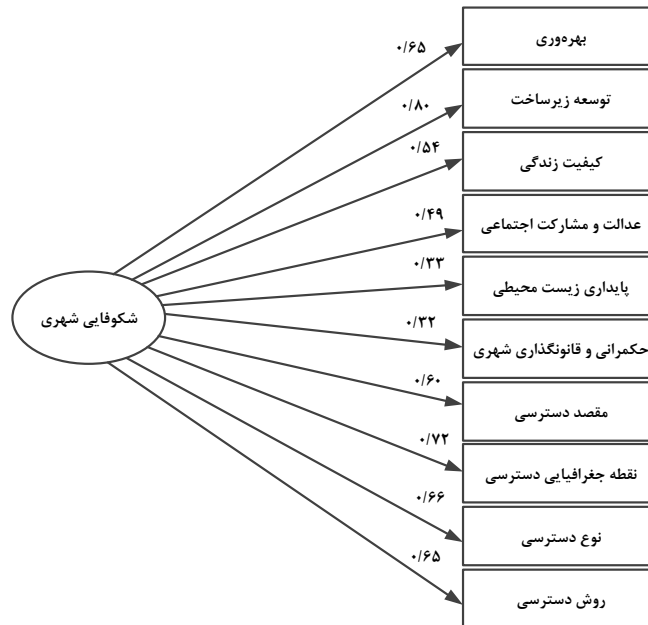 بهره‌وری
۰/۶۵
توسعه زیرساخت
۰/۸۰
کیفیت زندگی
۰/۵۴
عدالت و مشارکت اجتماعی
۰/۴۹
پایداری زیست محیطی
۰/۳۳
شکوفایی شهری
حکمرانی و قانونگذاری شهری
۰/۳۲
مقصد دسترسی
۰/۶۰
نقطه جغرافیایی دسترسی
۰/۷۲
نوع دسترسی
۰/۶۶
روش دسترسی
۰/۶۵